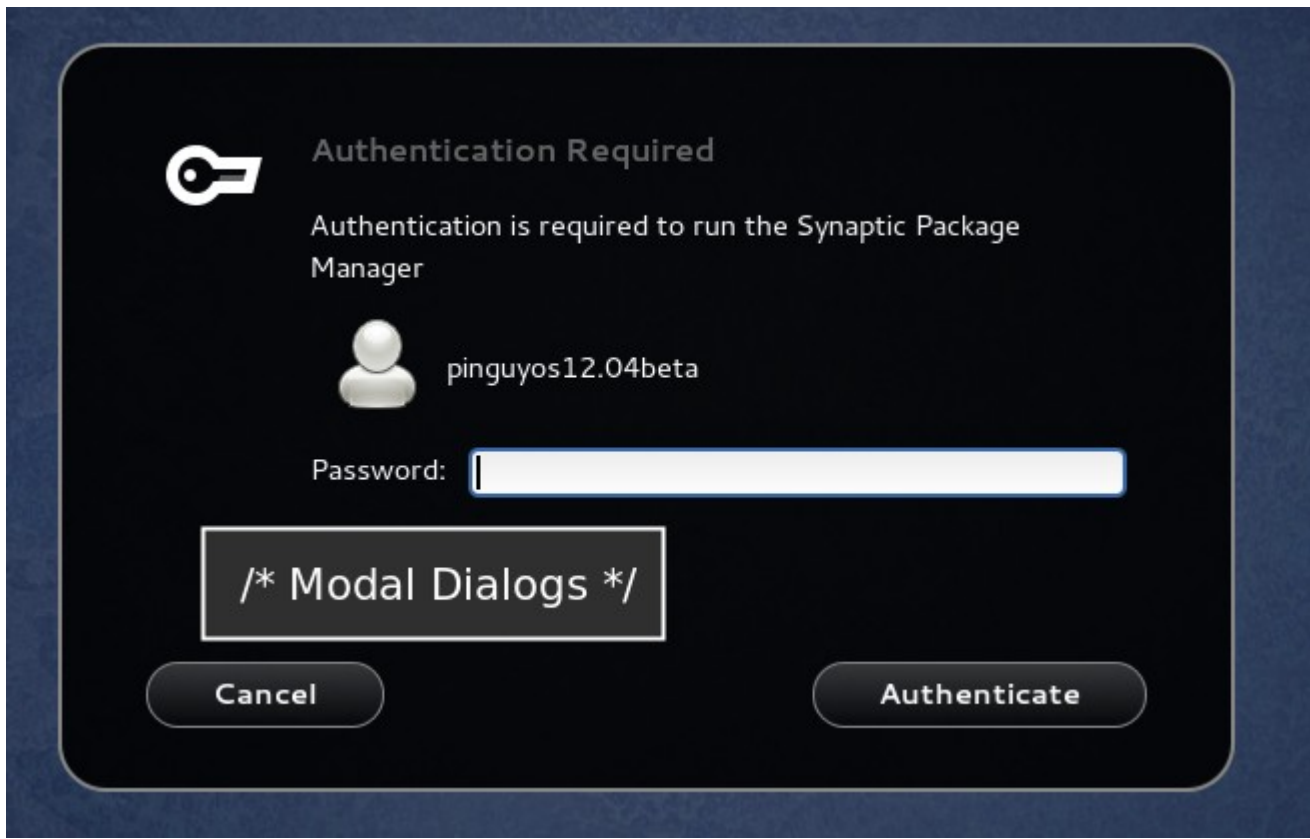 Authentication Required
Authentication is required to run the Synaptic Package
Manager
pinguyos12.04beta
Password:
/* Modal Dialogs */
Cancel
Authenticate